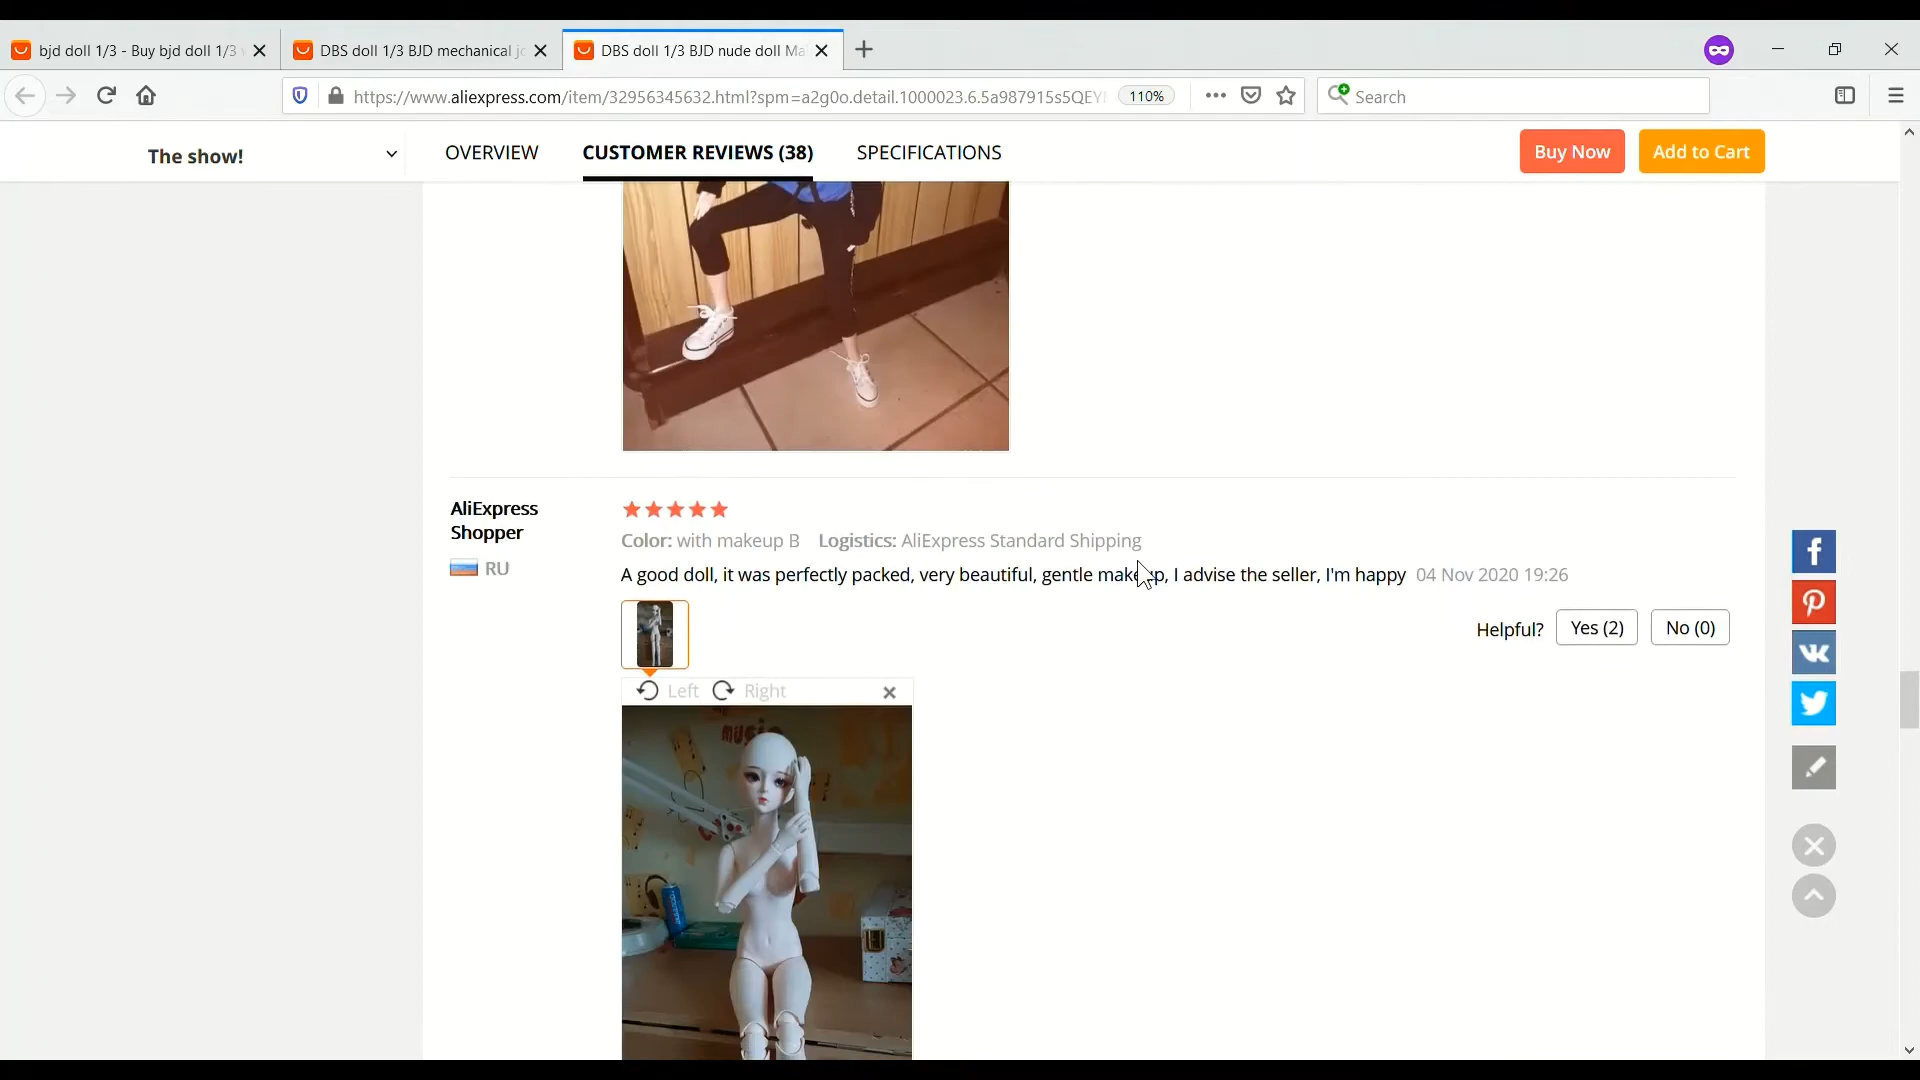 bjd doll 1/3 - Buy bjd doll 1/3
DBS doll 1/3 BJD mechanical jo
DBS doll 1/3 BJD nude doll Ma
https://www.aliexpress.com/item/32956345632.html?spm=a2g0o.detail.1000023.6.5a987915s5QEY
110%
Search
The show!
OVERVIEW
CUSTOMER REVIEWS (38)
SPECIFICATIONS
Buy Now
Add to Cart
AliExpress
Shopper
RU
Color: with makeup B Logistics: AliExpress Standard Shipping
A good doll, it was perfectly packed, very beautiful, gentle makeup, I advise the seller, I'm happy 04 Nov 2020 19:26
Helpful? Yes (2) No (0)
Left Right
music